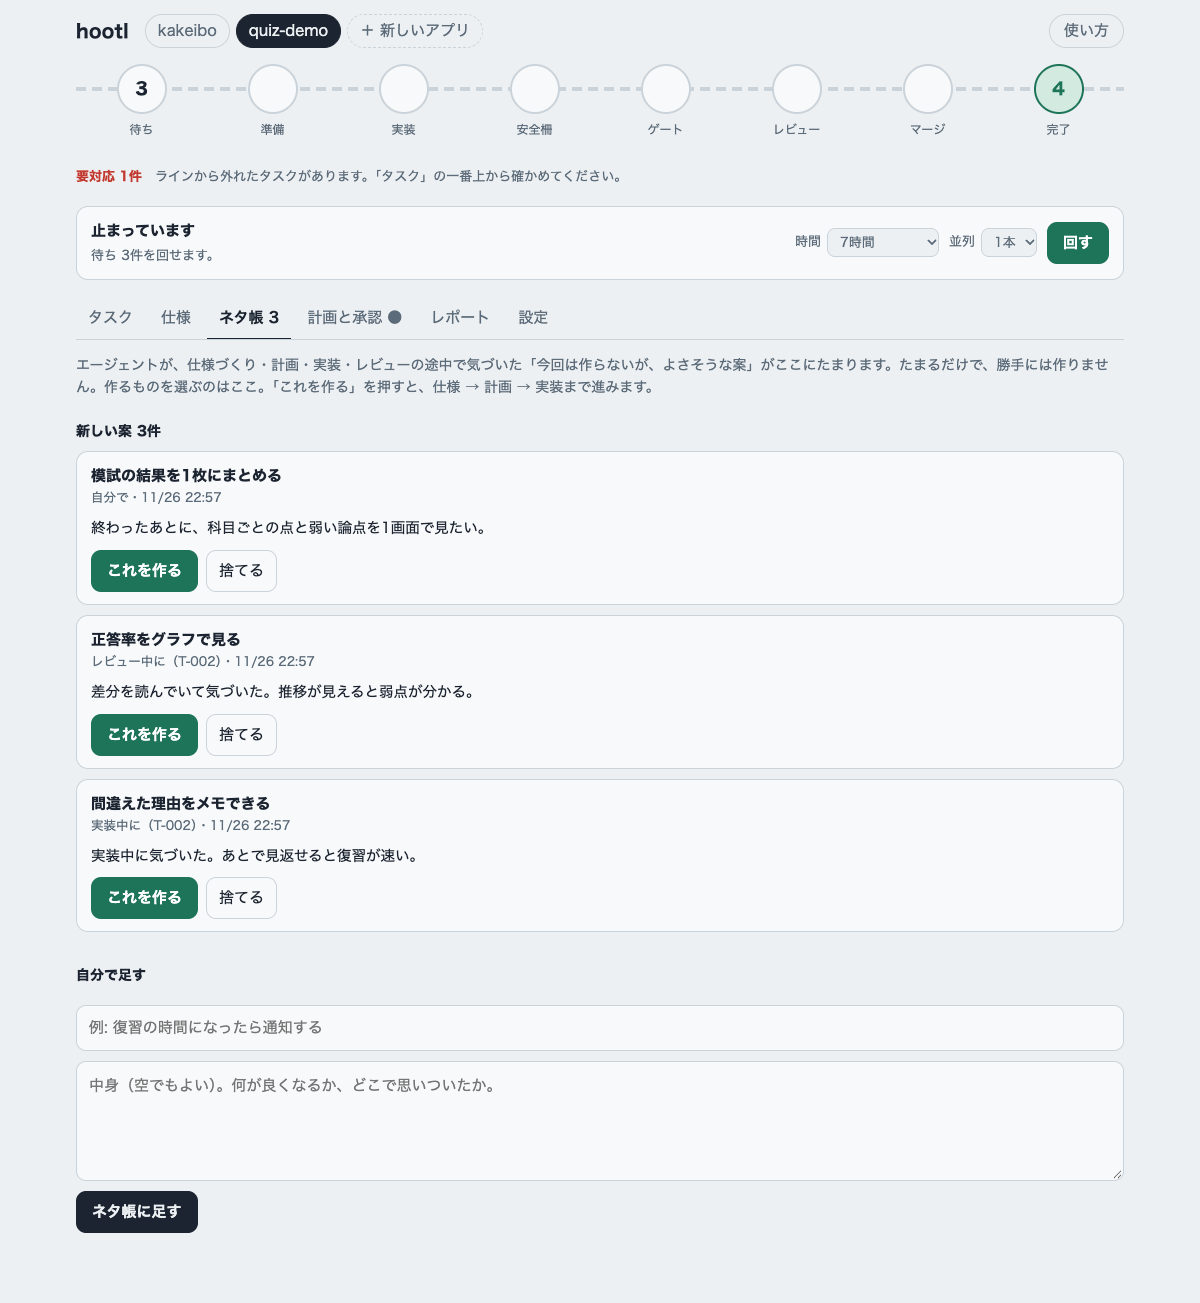 hootl kakeibo quiz-demo ＋ 新しいアプリ 使い方
3 4
待ち 準備 実装 安全柵 ゲート レビュー マージ 完了
要対応 1件 ラインから外れたタスクがあります。「タスク」の一番上から確かめてください。
止まっています
待ち 3件を回せます。
時間 7時間 並列 1本 回す
タスク 仕様 ネタ帳 3 計画と承認 レポート 設定
エージェントが、仕様づくり・計画・実装・レビューの途中で気づいた「今回は作らないが、よさそうな案」がここにたまります。たまるだけで、勝手には作りませ
ん。作るものを選ぶのはここ。「これを作る」を押すと、仕様 → 計画 → 実装まで進みます。
新しい案 3件
模試の結果を1枚にまとめる
自分で・11/26 22:57
終わったあとに、科目ごとの点と弱い論点を1画面で見たい。
これを作る 捨てる
正答率をグラフで見る
レビュー中に（T-002）・11/26 22:57
差分を読んでいて気づいた。推移が見えると弱点が分かる。
これを作る 捨てる
間違えた理由をメモできる
実装中に（T-002）・11/26 22:57
実装中に気づいた。あとで見返せると復習が速い。
これを作る 捨てる
自分で足す
例: 復習の時間になったら通知する
中身（空でもよい）。何が良くなるか、どこで思いついたか。
ネタ帳に足す